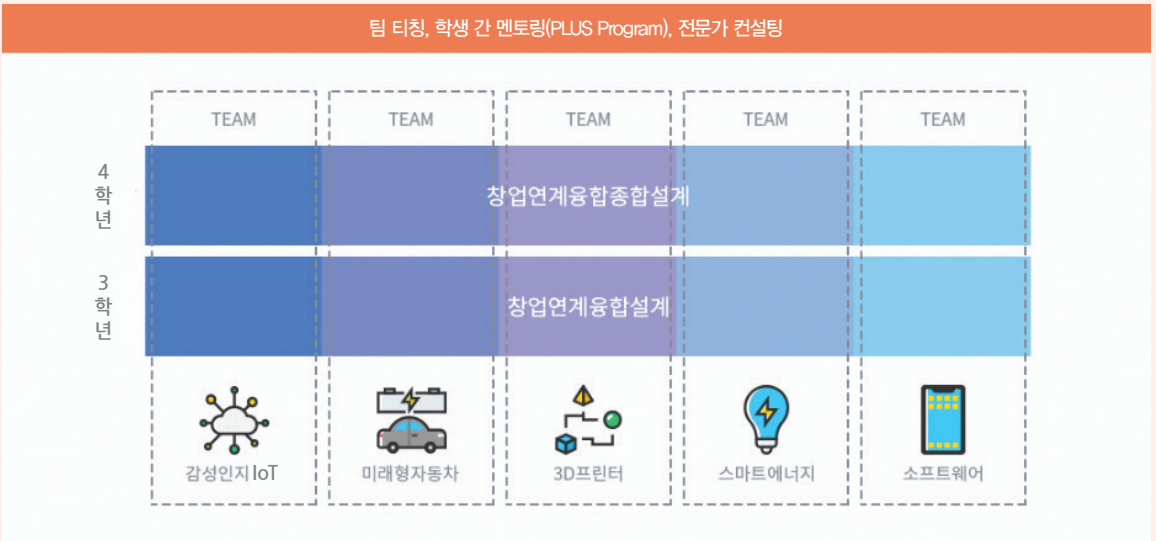 팀 티칭, 학생 간 멘토링(PLUS Program), 전문가 컨설팅
TEAM TEAM TEAM TEAM TEAM
4학년
창업연계융합종합설계
3학년
창업연계융합설계
감성인지 IoT 미래형자동차 3D프린터 스마트에너지 소프트웨어